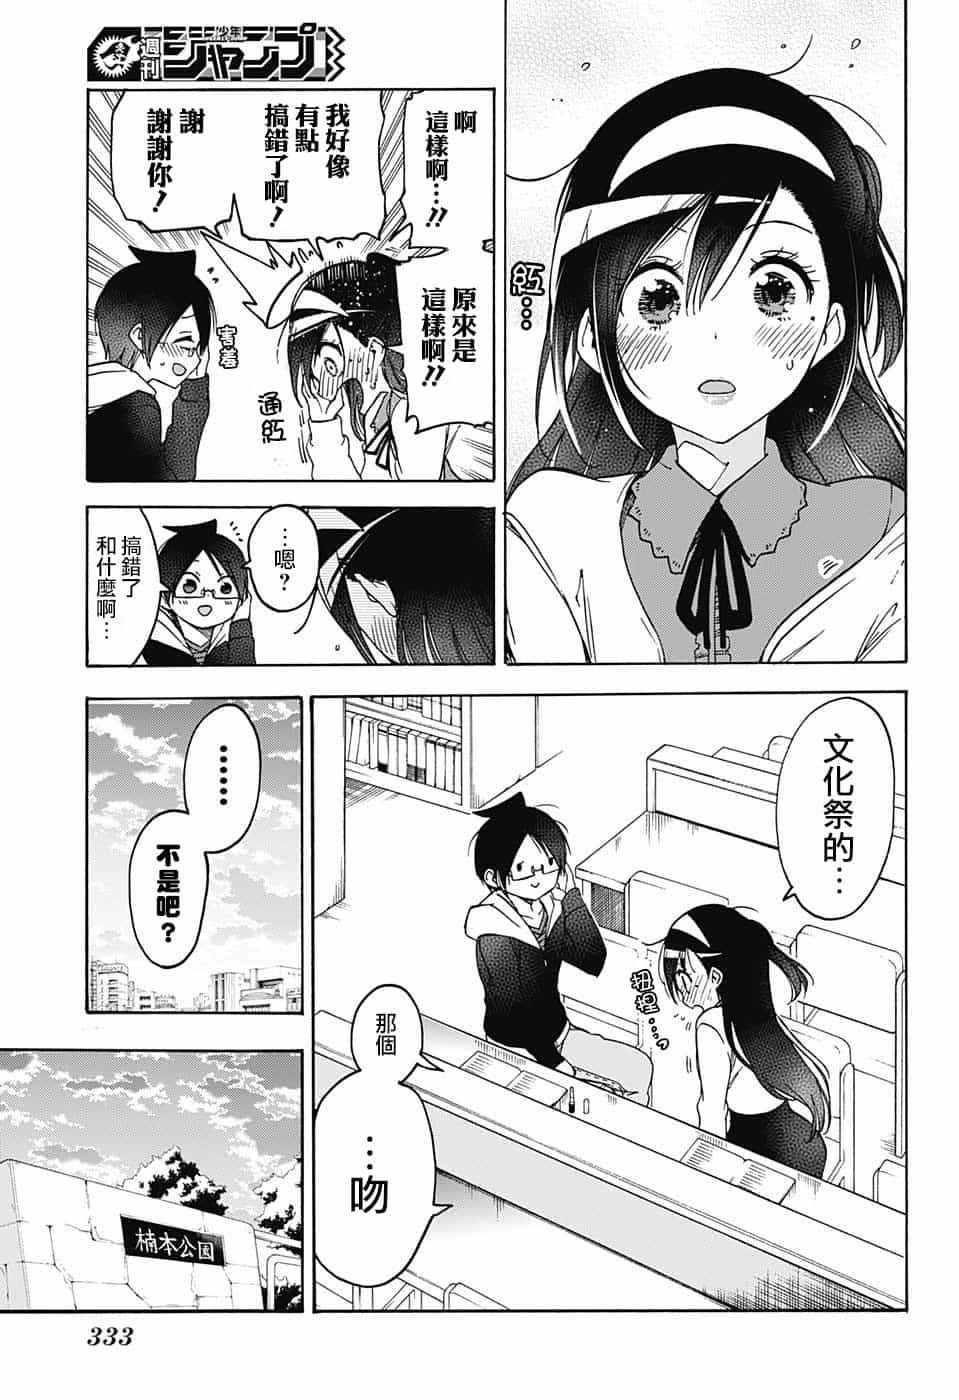 週刊
少年
ジャンプ
紅…
啊
這樣啊…!!
原來是
這樣啊!!
我好像
有點
搞錯了啊!
謝
謝謝你!
害羞
通紅
…嗯?
搞錯了
和什麼啊…
文化祭的…
扭捏…
那個
…吻
……
不是吧?
楠本公園
333